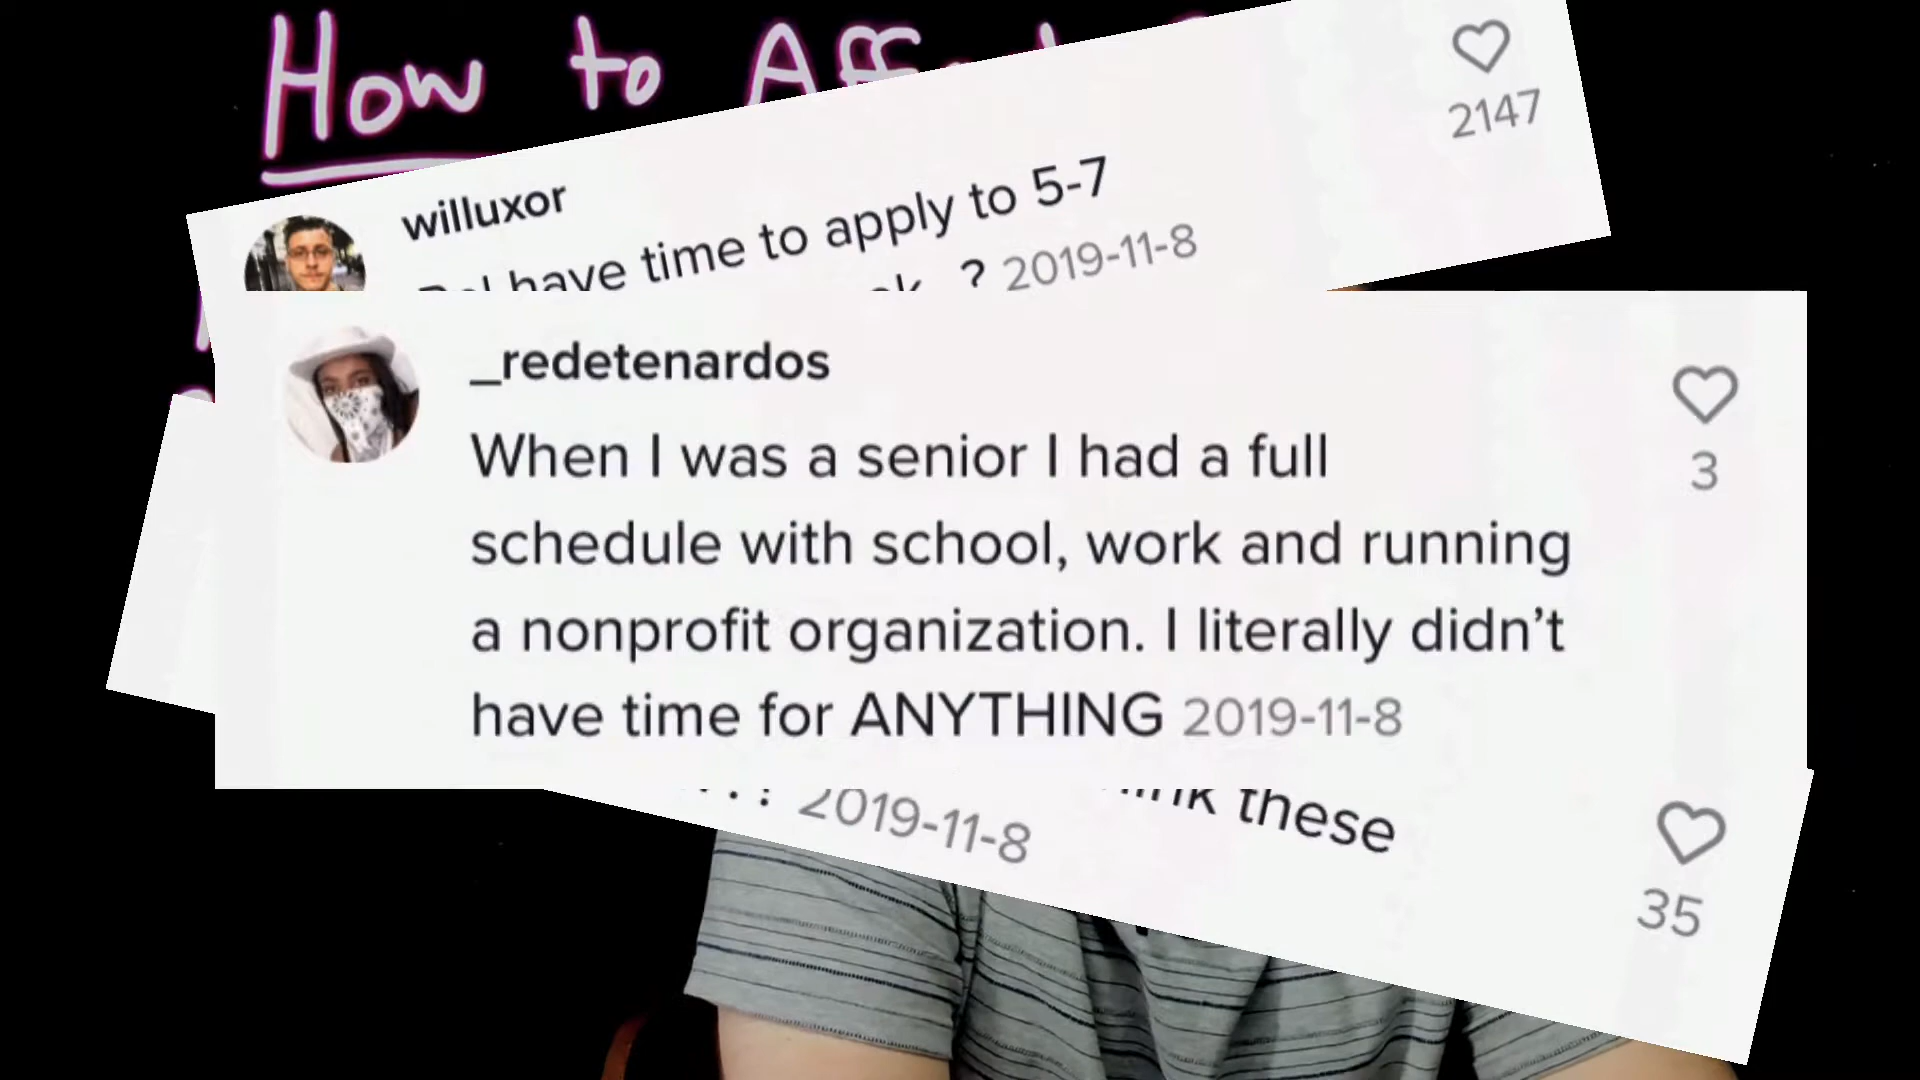 How to
2147
willuxor
have time to apply to 5-7
? 2019-11-8
_redetenardos
When I was a senior I had a full
3
schedule with school, work and running
a nonprofit organization. I literally didn’t
have time for ANYTHING 2019-11-8
these
2019-11-8
35